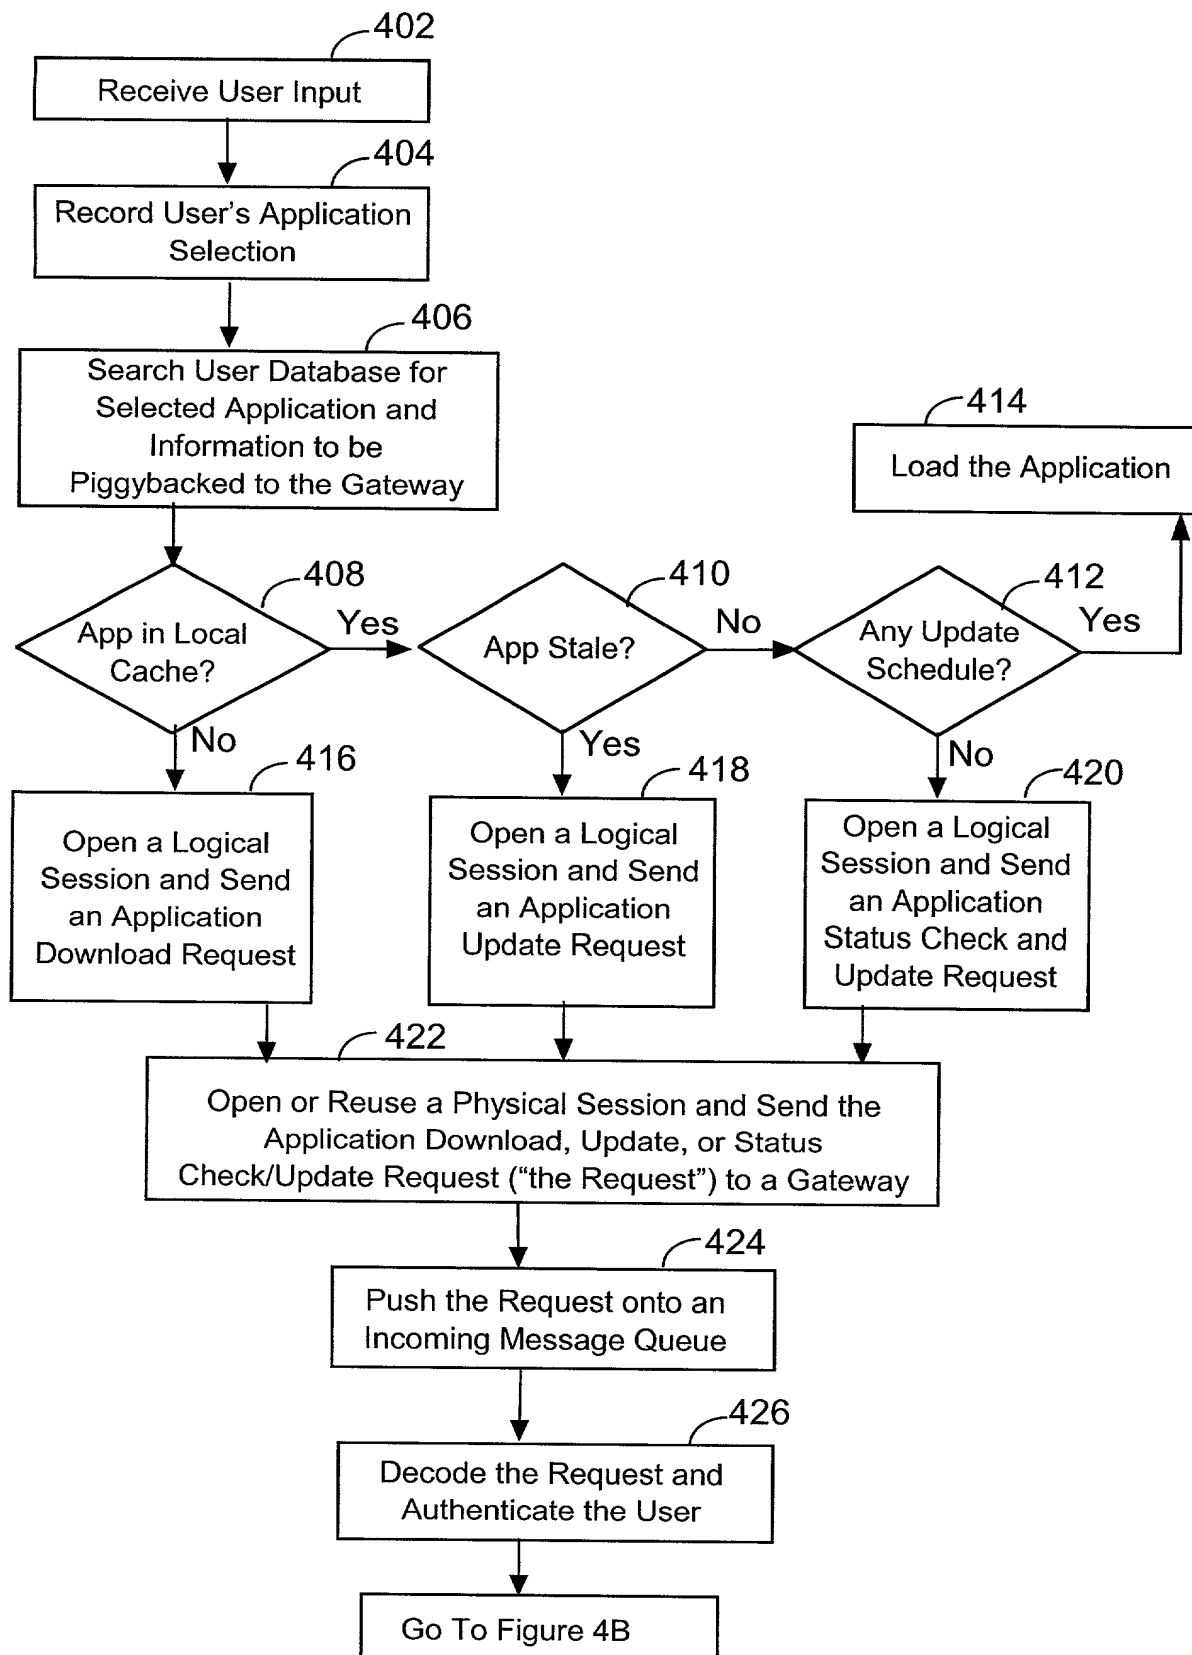 402
Receive User Input
404
Record User's Application
Selection
406
Search User Database for
Selected Application and
Information to be
Piggybacked to the Gateway
414
Load the Application
408
App in Local
Cache?
Yes
No
410
App Stale?
No
Yes
412
Any Update
Schedule?
Yes
No
416
Open a Logical
Session and Send
an Application
Download Request
418
Open a Logical
Session and Send
an Application
Update Request
420
Open a Logical
Session and Send
an Application
Status Check and
Update Request
422
Open or Reuse a Physical Session and Send the
Application Download, Update, or Status
Check/Update Request (“the Request”) to a Gateway
424
Push the Request onto an
Incoming Message Queue
426
Decode the Request and
Authenticate the User
Go To Figure 4B